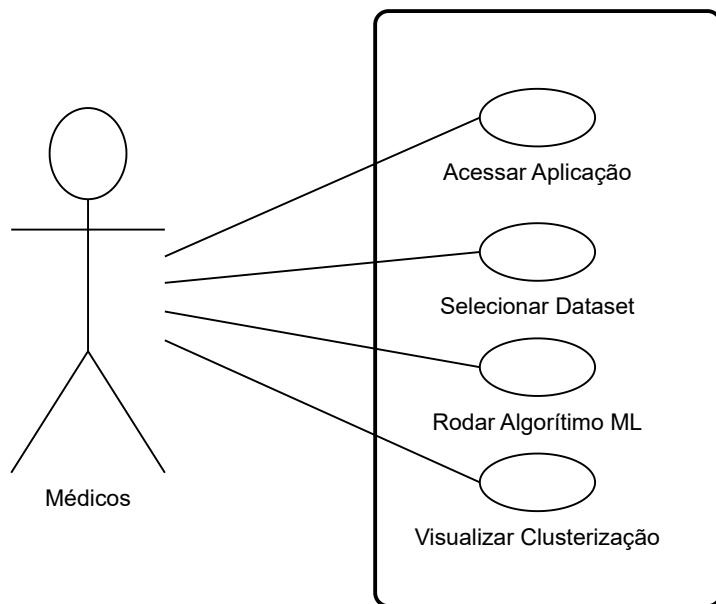 Acessar Aplicação
Selecionar Dataset
Rodar Algorítimo ML
Médicos
Visualizar Clusterização